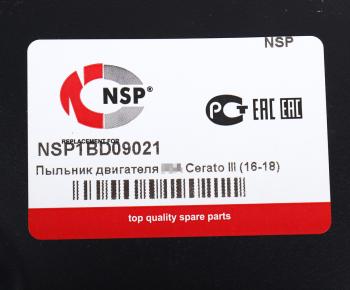 NSP
NSP®
РСТ EAC EAC
REPLACEMENT FOR
NSP1BD09021
Пыльник двигателя Cerato III (16-18)
top quality spare parts